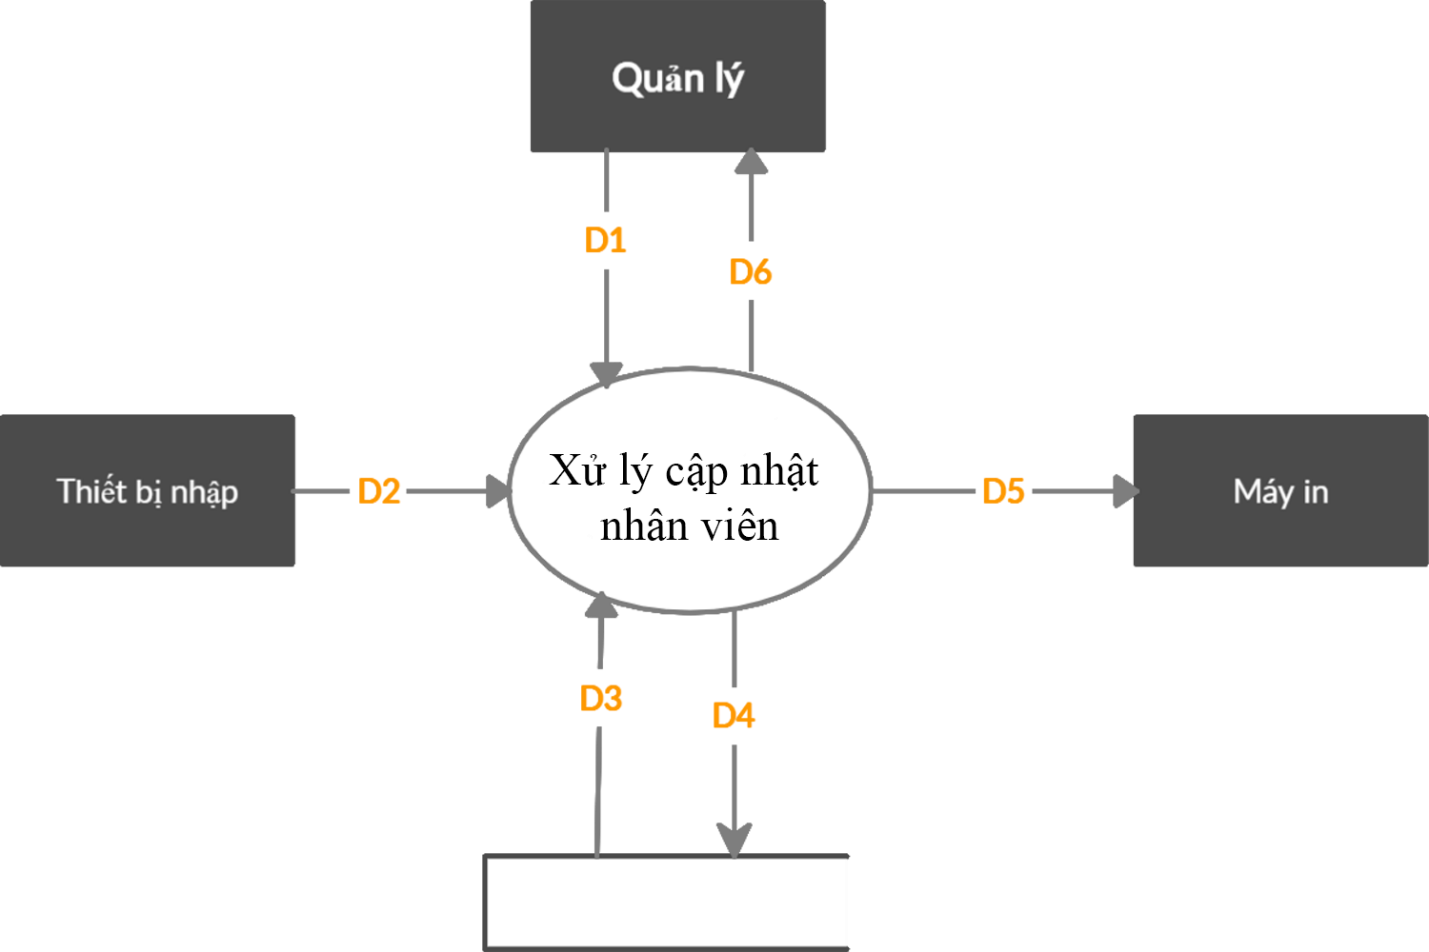 Quản lý
D1
D6
Thiết bị nhập
D2
Xử lý cập nhật
nhân viên
D5
Máy in
D3
D4